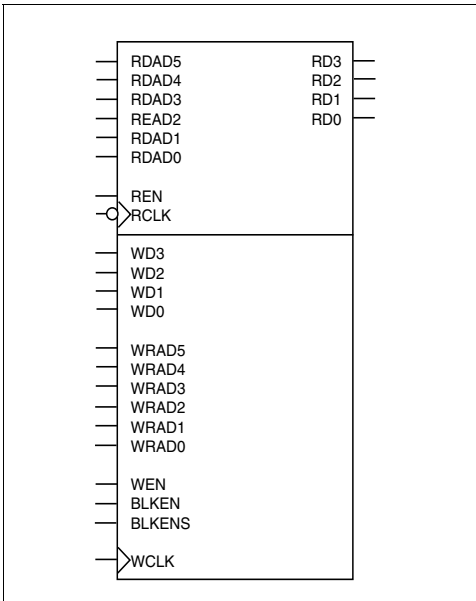 RDAD5
RDAD4
RDAD3
READ2
RDAD1
RDAD0
REN
RCLK
RD3
RD2
RD1
RD0
WD3
WD2
WD1
WD0
WRAD5
WRAD4
WRAD3
WRAD2
WRAD1
WRAD0
WEN
BLKEN
BLKENS
WCLK